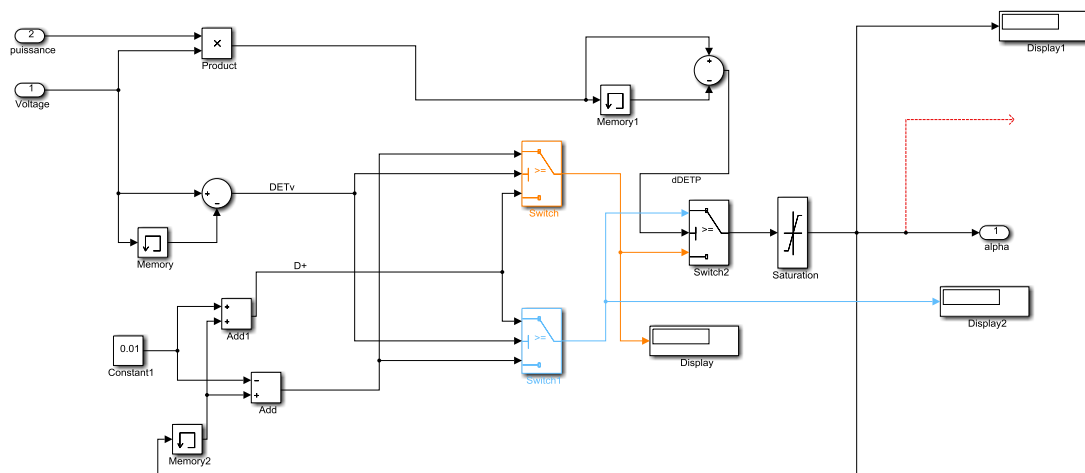 Display1
2
puissance
×
Product
1
Voltage
+
−
Memory1
>=
Switch
DETv
dDETP
+
−
Memory
>=
Switch2
Saturation
1
alpha
D+
+
+
Add1
>=
Switch1
Display2
0.01
Constant1
Display
−
+
Add
Memory2